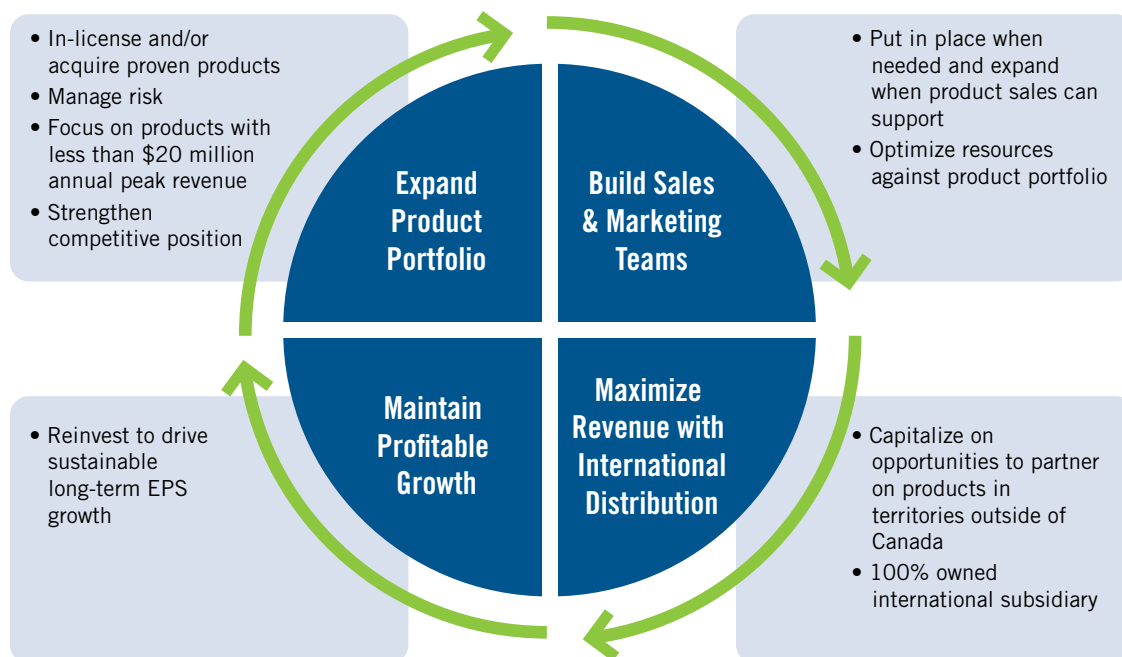 • In-license and/or
acquire proven products
• Manage risk
• Focus on products with
less than $20 million
annual peak revenue
• Strengthen
competitive position
Expand
Product
Portfolio
Build Sales
& Marketing
Teams
• Put in place when
needed and expand
when product sales can
support
• Optimize resources
against product portfolio
• Reinvest to drive
sustainable
long-term EPS
growth
Maintain
Profitable
Growth
Maximize
Revenue with
International
Distribution
• Capitalize on
opportunities to partner
on products in
territories outside of
Canada
• 100% owned
international subsidiary